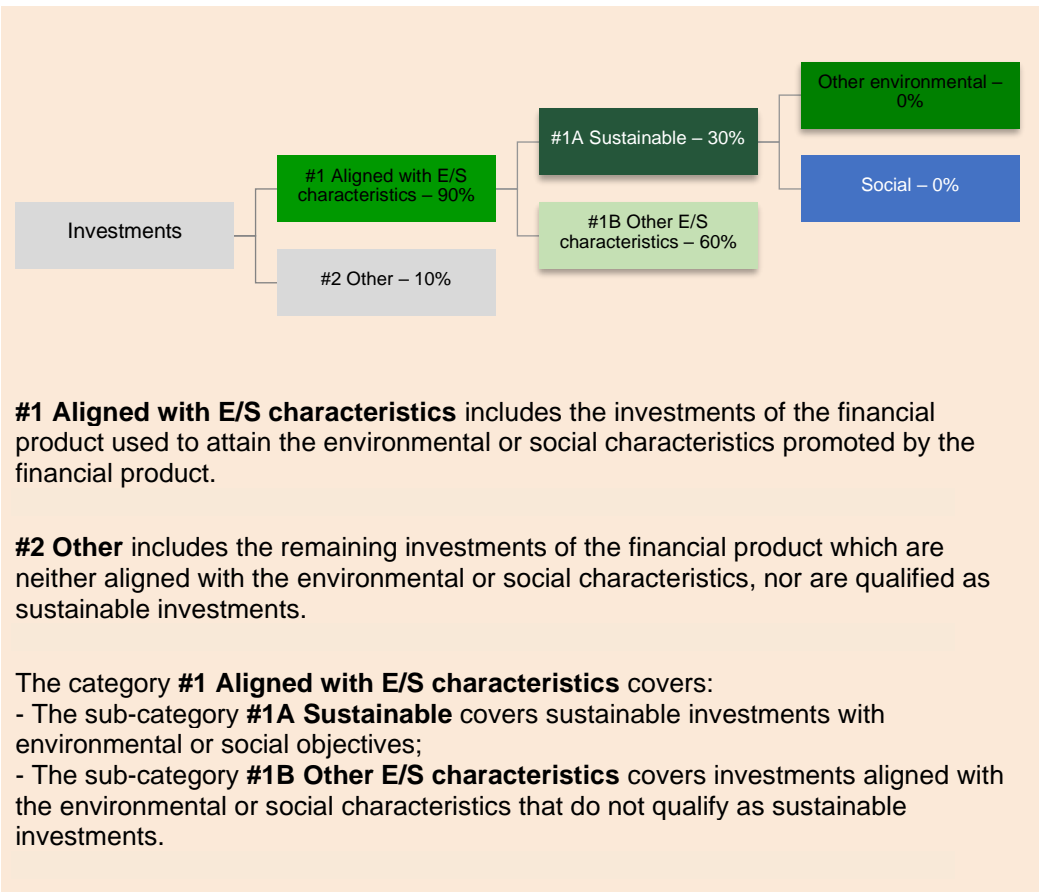 Other environmental –
0%
#1A Sustainable – 30%
#1 Aligned with E/S
characteristics – 90%
Social – 0%
Investments
#1B Other E/S
characteristics – 60%
#2 Other – 10%
#1 Aligned with E/S characteristics includes the investments of the financial
product used to attain the environmental or social characteristics promoted by the
financial product.
#2 Other includes the remaining investments of the financial product which are
neither aligned with the environmental or social characteristics, nor are qualified as
sustainable investments.
The category #1 Aligned with E/S characteristics covers:
- The sub-category #1A Sustainable covers sustainable investments with
environmental or social objectives;
- The sub-category #1B Other E/S characteristics covers investments aligned with
the environmental or social characteristics that do not qualify as sustainable
investments.